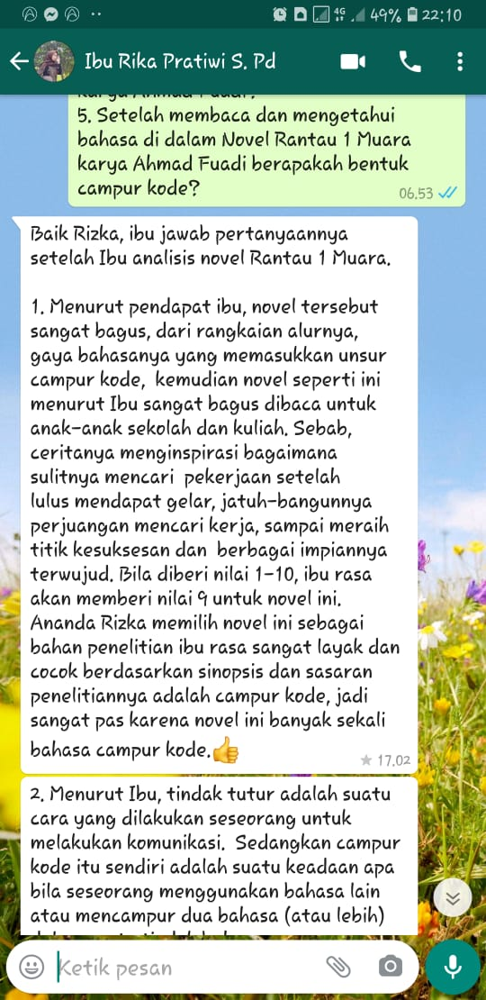 4G 49% 22:10
Ibu Rika Pratiwi S. Pd
5. Setelah membaca dan mengetahui
bahasa di dalam Novel Rantau 1 Muara
karya Ahmad Fuadi berapakah bentuk
campur kode?
06.53
Baik Rizka, ibu jawab pertanyaannya
setelah Ibu analisis novel Rantau 1 Muara.
1. Menurut pendapat ibu, novel tersebut
sangat bagus, dari rangkaian alurnya,
gaya bahasanya yang memasukkan unsur
campur kode, kemudian novel seperti ini
menurut Ibu sangat bagus dibaca untuk
anak-anak sekolah dan kuliah. Sebab,
ceritanya menginspirasi bagaimana
sulitnya mencari pekerjaan setelah
lulus mendapat gelar, jatuh-bangunnya
perjuangan mencari kerja, sampai meraih
titik kesuksesan dan berbagai impiannya
terwujud. Bila diberi nilai 1-10, ibu rasa
akan memberi nilai 9 untuk novel ini.
Ananda Rizka memilih novel ini sebagai
bahan penelitian ibu rasa sangat layak dan
cocok berdasarkan sinopsis dan sasaran
penelitiannya adalah campur kode, jadi
sangat pas karena novel ini banyak sekali
bahasa campur kode.👍
17.02
2. Menurut Ibu, tindak tutur adalah suatu
cara yang dilakukan seseorang untuk
melakukan komunikasi. Sedangkan campur
kode itu sendiri adalah suatu keadaan apa
bila seseorang menggunakan bahasa lain
atau mencampur dua bahasa (atau lebih)
Ketik pesan